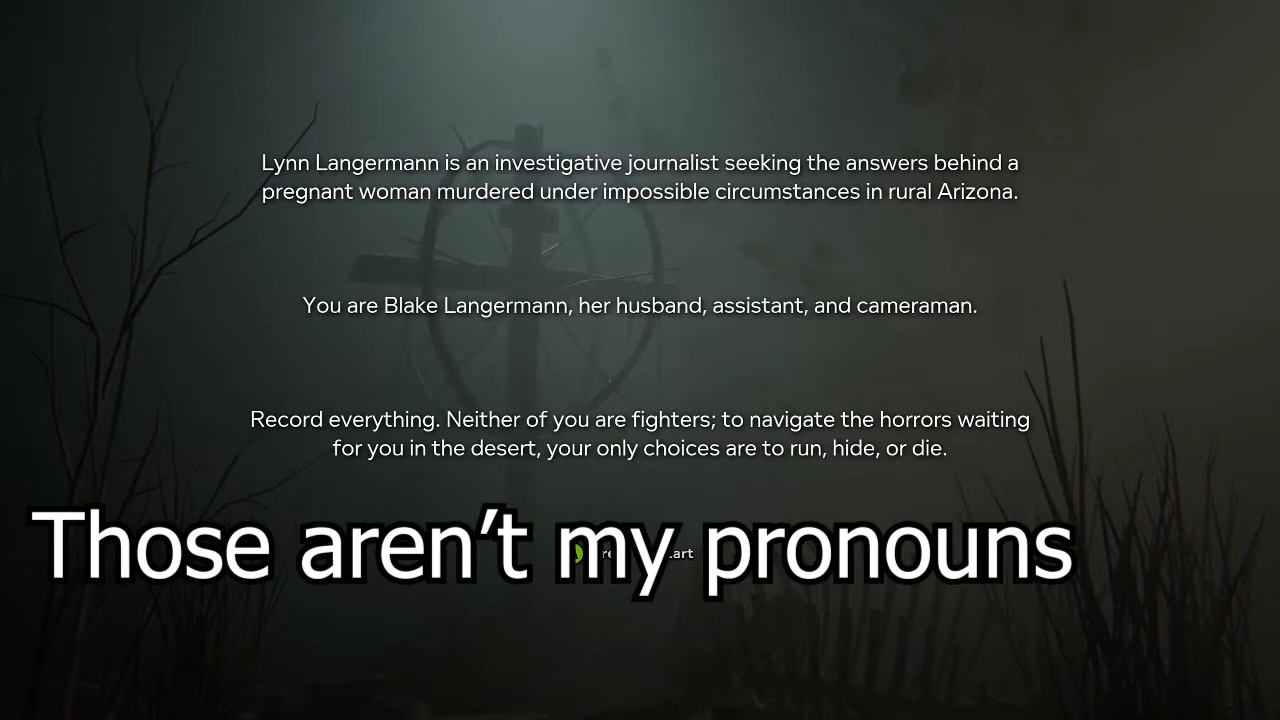 Lynn Langermann is an investigative journalist seeking the answers behind a
pregnant woman murdered under impossible circumstances in rural Arizona.
You are Blake Langermann, her husband, assistant, and cameraman.
Record everything. Neither of you are fighters; to navigate the horrors waiting
for you in the desert, your only choices are to run, hide, or die.
Those aren't my pronouns